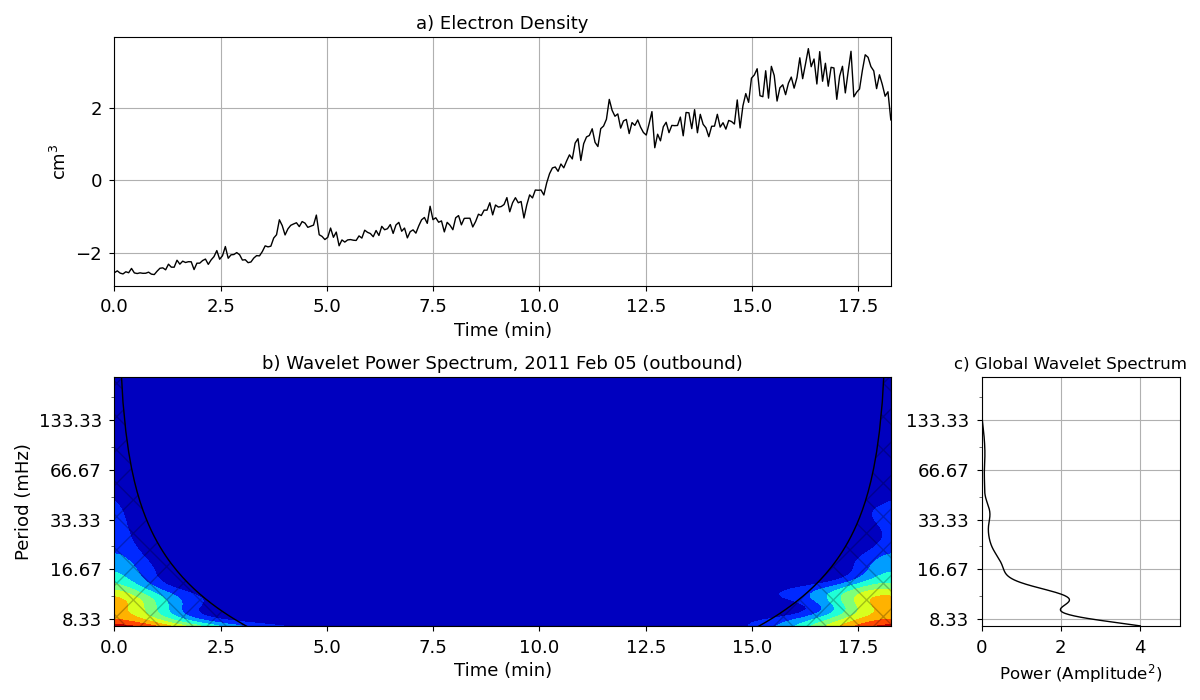 a) Electron Density
cm³
2
0
−2
0.0 2.5 5.0 7.5 10.0 12.5 15.0 17.5
Time (min)
b) Wavelet Power Spectrum, 2011 Feb 05 (outbound)
Period (mHz)
133.33
66.67
33.33
16.67
8.33
0.0 2.5 5.0 7.5 10.0 12.5 15.0 17.5
Time (min)
c) Global Wavelet Spectrum
133.33
66.67
33.33
16.67
8.33
0 2 4
Power (Amplitude²)